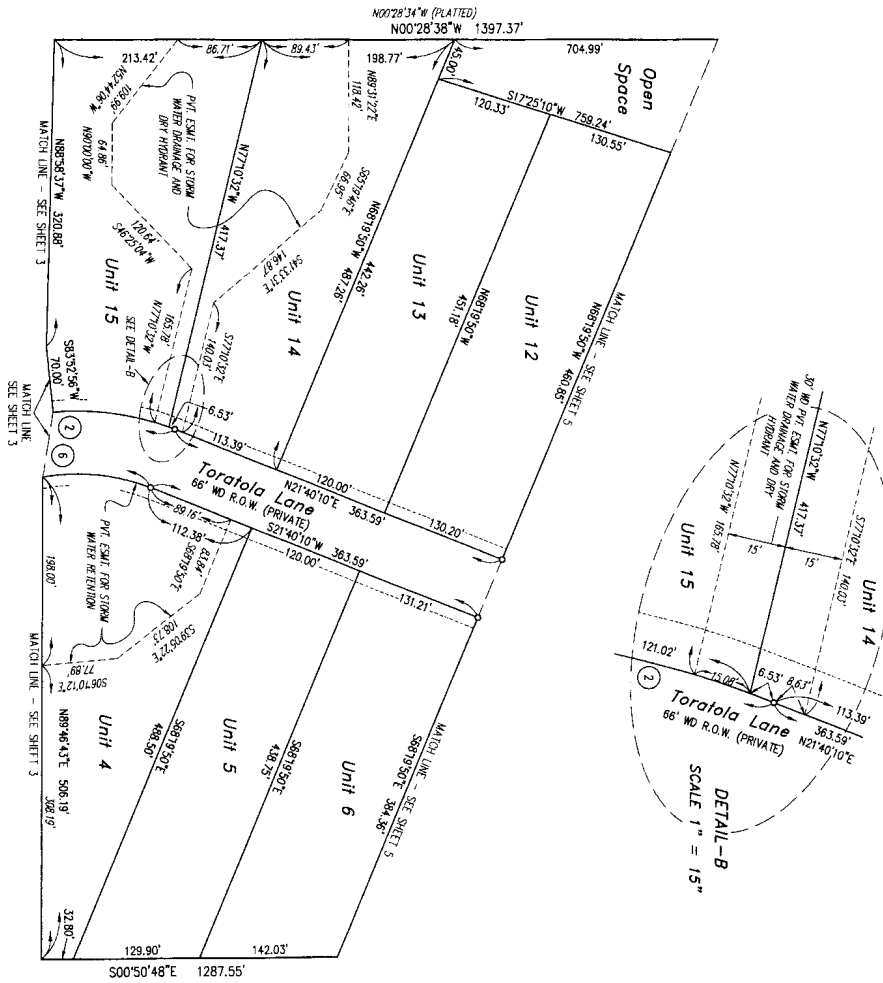 N00°28'34"W (PLATTED)
N00°28'38"W 1397.37'
213.42'
86.71'
89.43'
198.77'
45.00'
704.99'
Open
Space
S17°25'10"W 759.24'
120.33'
130.55'
N89°31'22"E
118.42'
S65°19'46"E
66.95'
N52°44'06"W
109.99'
PVT. ESMT. FOR STORM
WATER DRAINAGE AND
DRY HYDRANT
N90°00'00"W
64.86'
120.64'
S46°25'04"W
N77°10'32"W 417.37'
S41°33'31"E
146.87'
N68°19'50"W 487.26'
442.26'
Unit 13
N68°19'50"W
451.18'
Unit 12
N68°19'50"W 460.85'
MATCH LINE - SEE SHEET 5
MATCH LINE - SEE SHEET 3
N88°58'37"W 320.88'
Unit 15
N77°10'32"W 165.78'
SEE DETAIL-B
Unit 14
S77°10'32"E
140.03'
S83°52'56"W
70.00'
MATCH LINE
SEE SHEET 3
2
6
6.53'
113.39'
120.00'
130.20'
N21°40'10"E 363.59'
Toratola Lane
66' WD R.O.W. (PRIVATE)
S21°40'10"W 363.59'
89.16'
112.38'
120.00'
131.21'
S68°19'50"E
83.84'
PVT. ESMT. FOR STORM
WATER RETENTION
198.00'
S39°05'22"E
108.73'
S06°10'12"E
77.89'
MATCH LINE - SEE SHEET 3
N89°46'43"E 506.19'
308.19'
Unit 4
S68°19'50"E
488.50'
Unit 5
S68°19'50"E
438.75'
Unit 6
MATCH LINE - SEE SHEET 5
S68°19'50"E 384.36'
32.80'
129.90'
142.03'
S00°50'48"E 1287.55'
30' WD PVT. ESMT. FOR STORM
WATER DRAINAGE AND DRY
HYDRANT
N77°10'32"W 417.37'
N77°10'32"W 165.78'
S77°10'32"E 140.03'
15'
15'
Unit 15
Unit 14
121.02'
15.08'
6.53'
8.63'
113.39'
2
363.59'
N21°40'10"E
Toratola Lane
66' WD R.O.W. (PRIVATE)
DETAIL-B
SCALE 1" = 15"